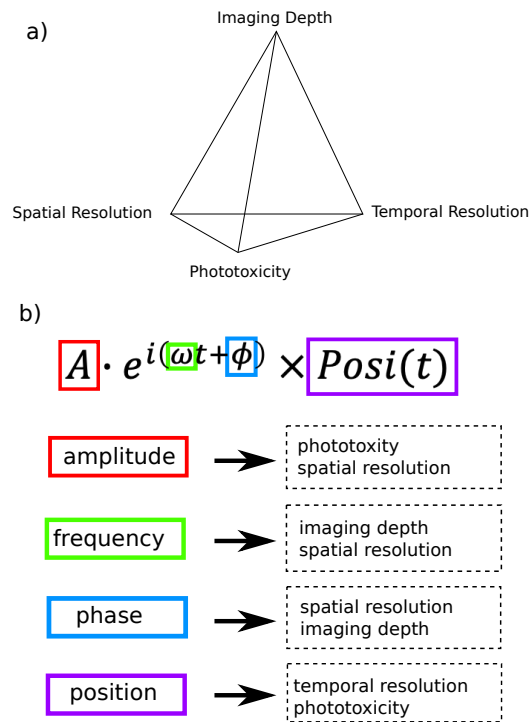 a)
Imaging Depth
Spatial Resolution
Temporal Resolution
Phototoxicity
b)
A · e^{i(ωt+ϕ)} × Posi(t)
amplitude
phototoxity
spatial resolution
frequency
imaging depth
spatial resolution
phase
spatial resolution
imaging depth
position
temporal resolution
phototoxicity